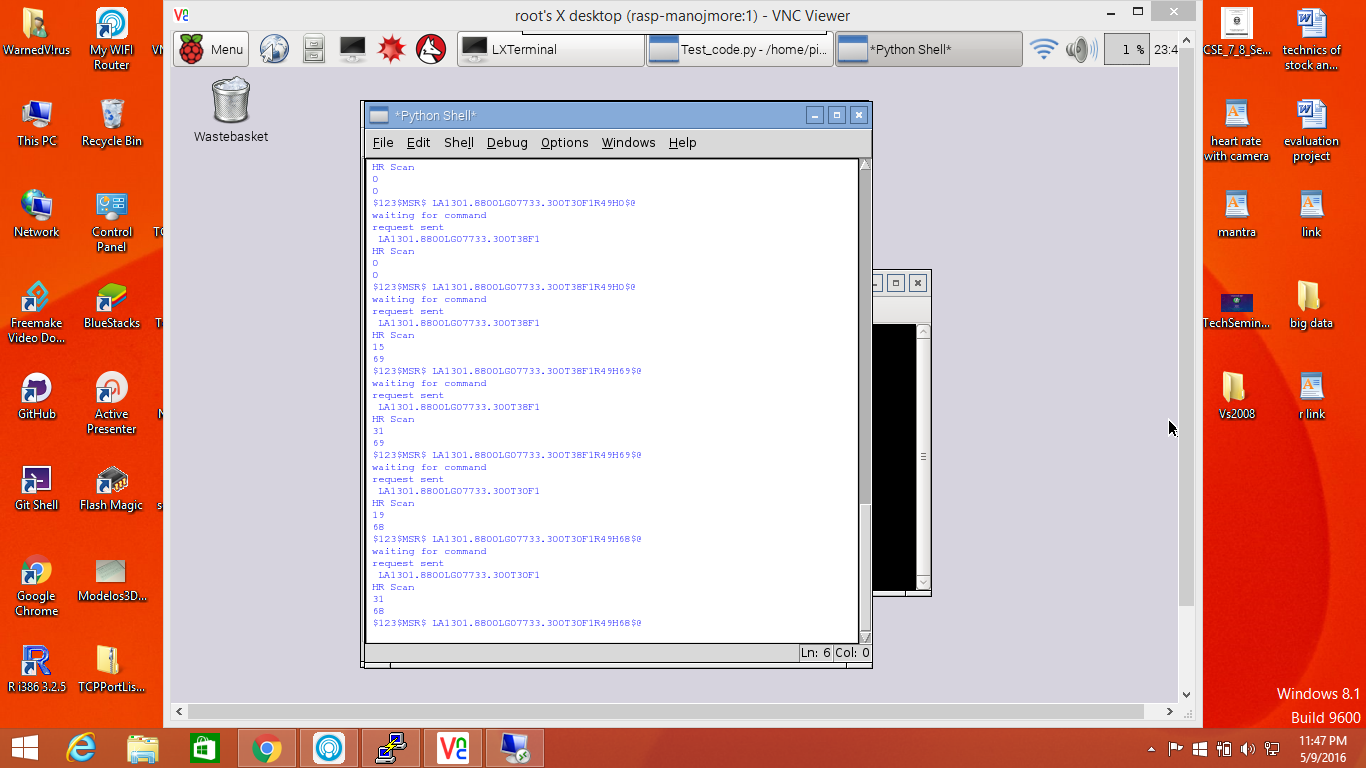 root's X desktop (rasp-manojmore:1) - VNC Viewer
Menu
LXTerminal
Test_code.py - /home/pi...
*Python Shell*
1 %
23:4
Wastebasket
*Python Shell*
File Edit Shell Debug Options Windows Help
HR Scan
0
0
$123$MSR$ LA1301.8800LG07733.300T30F1R49H0$@
waiting for command
request sent
LA1301.8800LG07733.300T38F1
HR Scan
0
0
$123$MSR$ LA1301.8800LG07733.300T38F1R49H0$@
waiting for command
request sent
LA1301.8800LG07733.300T38F1
HR Scan
15
69
$123$MSR$ LA1301.8800LG07733.300T38F1R49H69$@
waiting for command
request sent
LA1301.8800LG07733.300T38F1
HR Scan
31
69
$123$MSR$ LA1301.8800LG07733.300T38F1R49H69$@
waiting for command
request sent
LA1301.8800LG07733.300T30F1
HR Scan
19
68
$123$MSR$ LA1301.8800LG07733.300T30F1R49H68$@
waiting for command
request sent
LA1301.8800LG07733.300T30F1
HR Scan
31
68
$123$MSR$ LA1301.8800LG07733.300T30F1R49H68$@
Ln: 6 Col: 0
WarnedV!rus
My WIFI
Router
This PC
Recycle Bin
Network
Control
Panel
Freemake
Video Do...
BlueStacks
GitHub
Active
Presenter
Git Shell
Flash Magic
Google
Chrome
Modelos3D...
R i386 3.2.5
TCPPortLis...
CSE_7_8_Se...
technics of
stock an...
heart rate
with camera
evaluation
project
mantra
link
TechSemin...
big data
Vs2008
r link
Windows 8.1
Build 9600
11:47 PM
5/9/2016